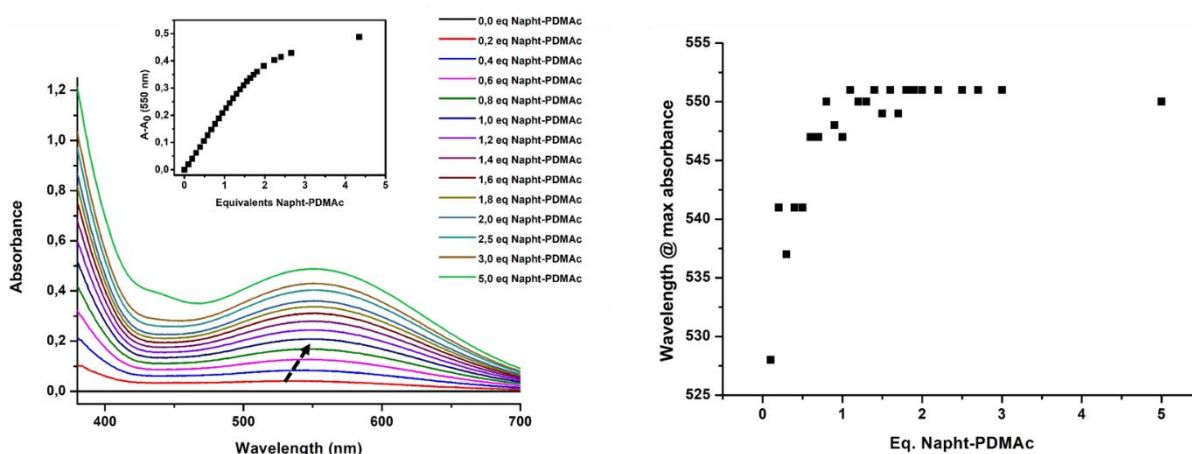 0,5
0,4
0,3
0,2
0,1
0,0
A-A0 (550 nm)
0 1 2 3 4 5
Equivalents Napht-PDMAc
0,0 eq Napht-PDMAc
0,2 eq Napht-PDMAc
0,4 eq Napht-PDMAc
0,6 eq Napht-PDMAc
0,8 eq Napht-PDMAc
1,0 eq Napht-PDMAc
1,2 eq Napht-PDMAc
1,4 eq Napht-PDMAc
1,6 eq Napht-PDMAc
1,8 eq Napht-PDMAc
2,0 eq Napht-PDMAc
2,5 eq Napht-PDMAc
3,0 eq Napht-PDMAc
5,0 eq Napht-PDMAc
1,2
1,0
0,8
0,6
0,4
0,2
0,0
Absorbance
400 500 600 700
Wavelength (nm)
555
550
545
540
535
530
525
Wavelength @ max absorbance
0 1 2 3 4 5
Eq. Napht-PDMAc